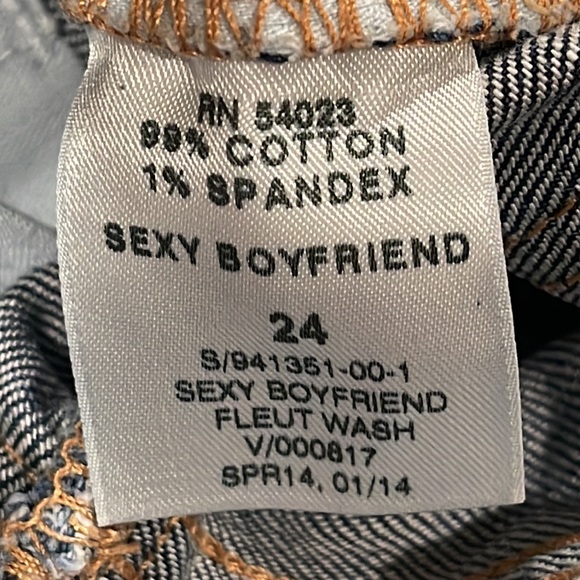 RN 54023
99% COTTON
1% SPANDEX
SEXY BOYFRIEND
24
S/941351-00-1
SEXY BOYFRIEND
FLEUT WASH
V/000817
SPR14, 01/14